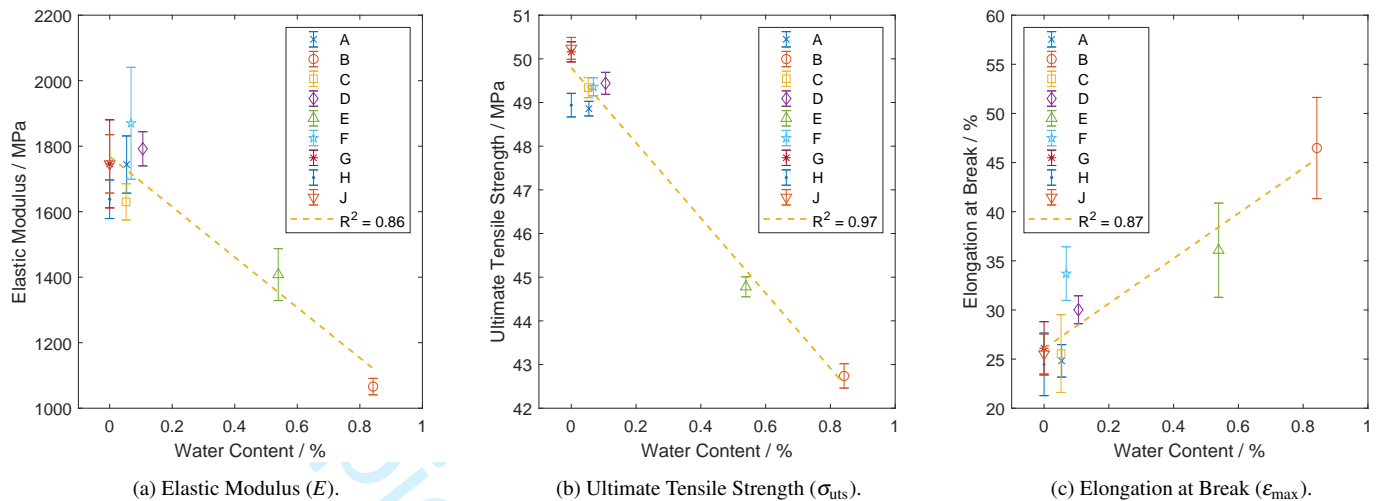 2200
2000
1800
1600
1400
1200
1000
0 0.2 0.4 0.6 0.8 1
Elastic Modulus / MPa
Water Content / %
A
B
C
D
E
F
G
H
J
R² = 0.86
(a) Elastic Modulus (E).
51
50
49
48
47
46
45
44
43
42
0 0.2 0.4 0.6 0.8 1
Ultimate Tensile Strength / MPa
Water Content / %
A
B
C
D
E
F
G
H
J
R² = 0.97
(b) Ultimate Tensile Strength (σuts).
60
55
50
45
40
35
30
25
20
0 0.2 0.4 0.6 0.8 1
Elongation at Break / %
Water Content / %
A
B
C
D
E
F
G
H
J
R² = 0.87
(c) Elongation at Break (εmax).